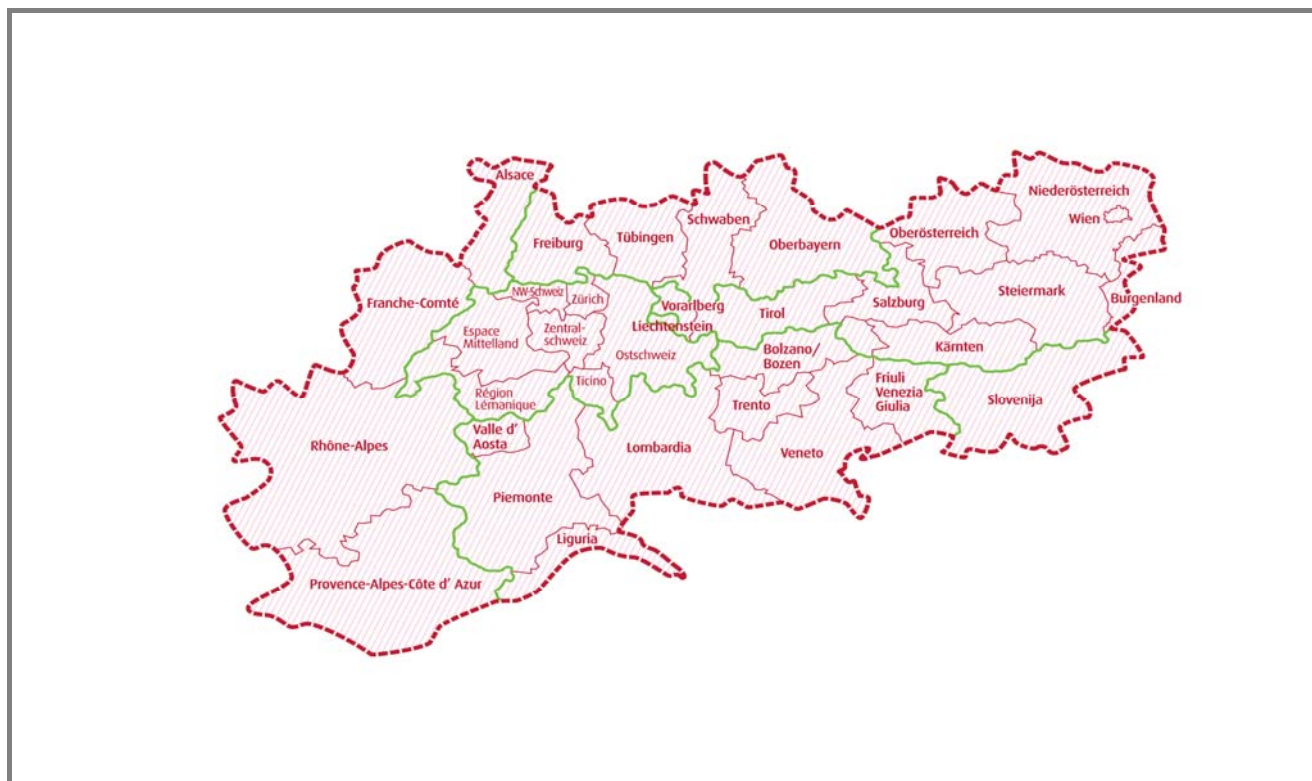 Alsace
Niederösterreich
Wien
Schwaben
Oberösterreich
Tübingen
Freiburg
Oberbayern
Franche-Comté
NW-Schweiz
Zürich
Vorarlberg
Tirol
Salzburg
Steiermark
Burgenland
Espace
Mittelland
Zentral-
schweiz
Liechtenstein
Ostschweiz
Bolzano/
Bozen
Kärnten
Région
Lémanique
Ticino
Trento
Friuli
Venezia
Giulia
Slovenija
Rhône-Alpes
Valle d'
Aosta
Lombardia
Veneto
Piemonte
Liguria
Provence-Alpes-Côte d' Azur